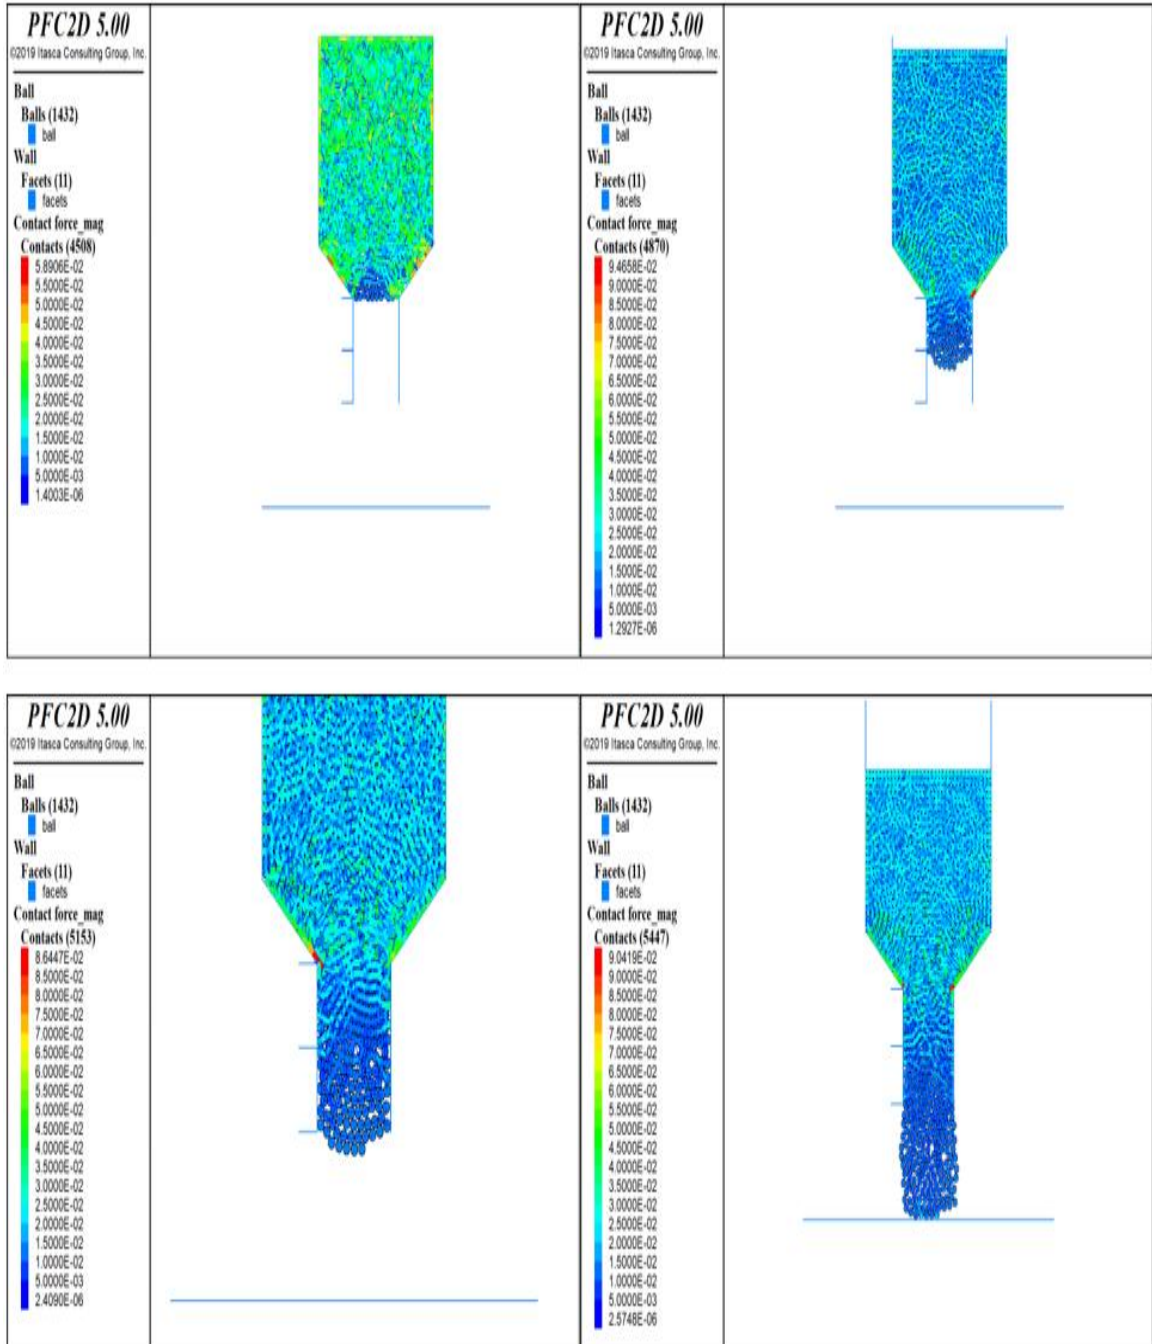 PFC2D 5.00
©2019 Itasca Consulting Group, Inc.
Ball
Balls (1432)
ball
Wall
Facets (11)
facets
Contact force_mag
Contacts (4508)
5.8906E-02
5.5000E-02
5.0000E-02
4.5000E-02
4.0000E-02
3.5000E-02
3.0000E-02
2.5000E-02
2.0000E-02
1.5000E-02
1.0000E-02
5.0000E-03
1.4003E-06
PFC2D 5.00
©2019 Itasca Consulting Group, Inc.
Ball
Balls (1432)
ball
Wall
Facets (11)
facets
Contact force_mag
Contacts (4870)
9.4658E-02
9.0000E-02
8.5000E-02
8.0000E-02
7.5000E-02
7.0000E-02
6.5000E-02
6.0000E-02
5.5000E-02
5.0000E-02
4.5000E-02
4.0000E-02
3.5000E-02
3.0000E-02
2.5000E-02
2.0000E-02
1.5000E-02
1.0000E-02
5.0000E-03
1.2927E-06
PFC2D 5.00
©2019 Itasca Consulting Group, Inc.
Ball
Balls (1432)
ball
Wall
Facets (11)
facets
Contact force_mag
Contacts (5153)
8.6447E-02
8.5000E-02
8.0000E-02
7.5000E-02
7.0000E-02
6.5000E-02
6.0000E-02
5.5000E-02
5.0000E-02
4.5000E-02
4.0000E-02
3.5000E-02
3.0000E-02
2.5000E-02
2.0000E-02
1.5000E-02
1.0000E-02
5.0000E-03
2.4090E-06
PFC2D 5.00
©2019 Itasca Consulting Group, Inc.
Ball
Balls (1432)
ball
Wall
Facets (11)
facets
Contact force_mag
Contacts (5447)
9.0419E-02
9.0000E-02
8.5000E-02
8.0000E-02
7.5000E-02
7.0000E-02
6.5000E-02
6.0000E-02
5.5000E-02
5.0000E-02
4.5000E-02
4.0000E-02
3.5000E-02
3.0000E-02
2.5000E-02
2.0000E-02
1.5000E-02
1.0000E-02
5.0000E-03
2.5748E-06